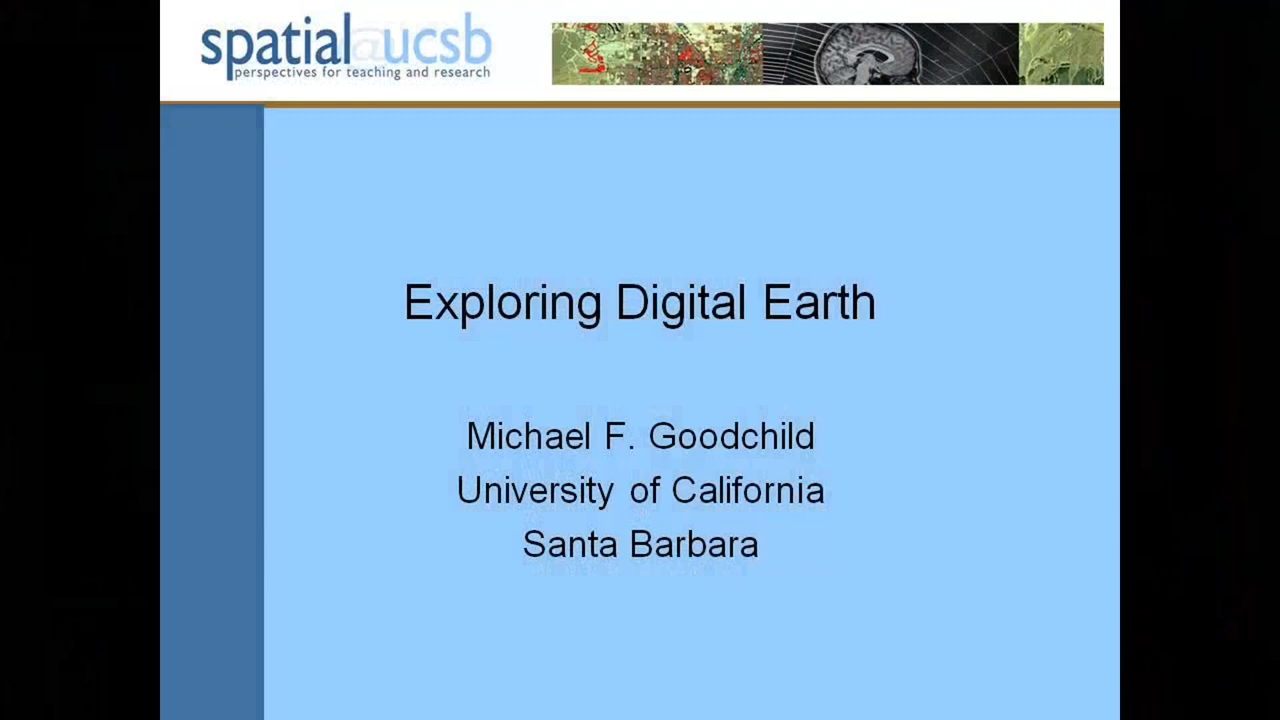 spatial@ucsb
perspectives for teaching and research
Exploring Digital Earth
Michael F. Goodchild
University of California
Santa Barbara